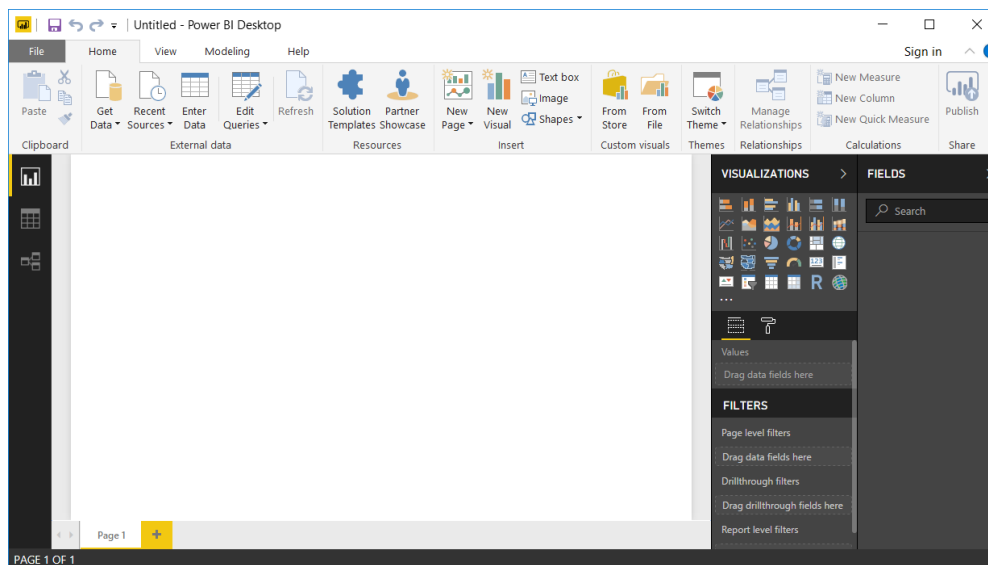 Untitled - Power BI Desktop
File Home View Modeling Help Sign in
Paste
Get Data
Recent Sources
Enter Data
Edit Queries
Refresh
Solution Templates
Partner Showcase
New Page
New Visual
Text box
Image
Shapes
From Store
From File
Switch Theme
Manage Relationships
New Measure
New Column
New Quick Measure
Publish
Clipboard External data Resources Insert Custom visuals Themes Relationships Calculations Share
VISUALIZATIONS
FIELDS
Search
123
R
Values
Drag data fields here
FILTERS
Page level filters
Drag data fields here
Drillthrough filters
Drag drillthrough fields here
Report level filters
Page 1
PAGE 1 OF 1